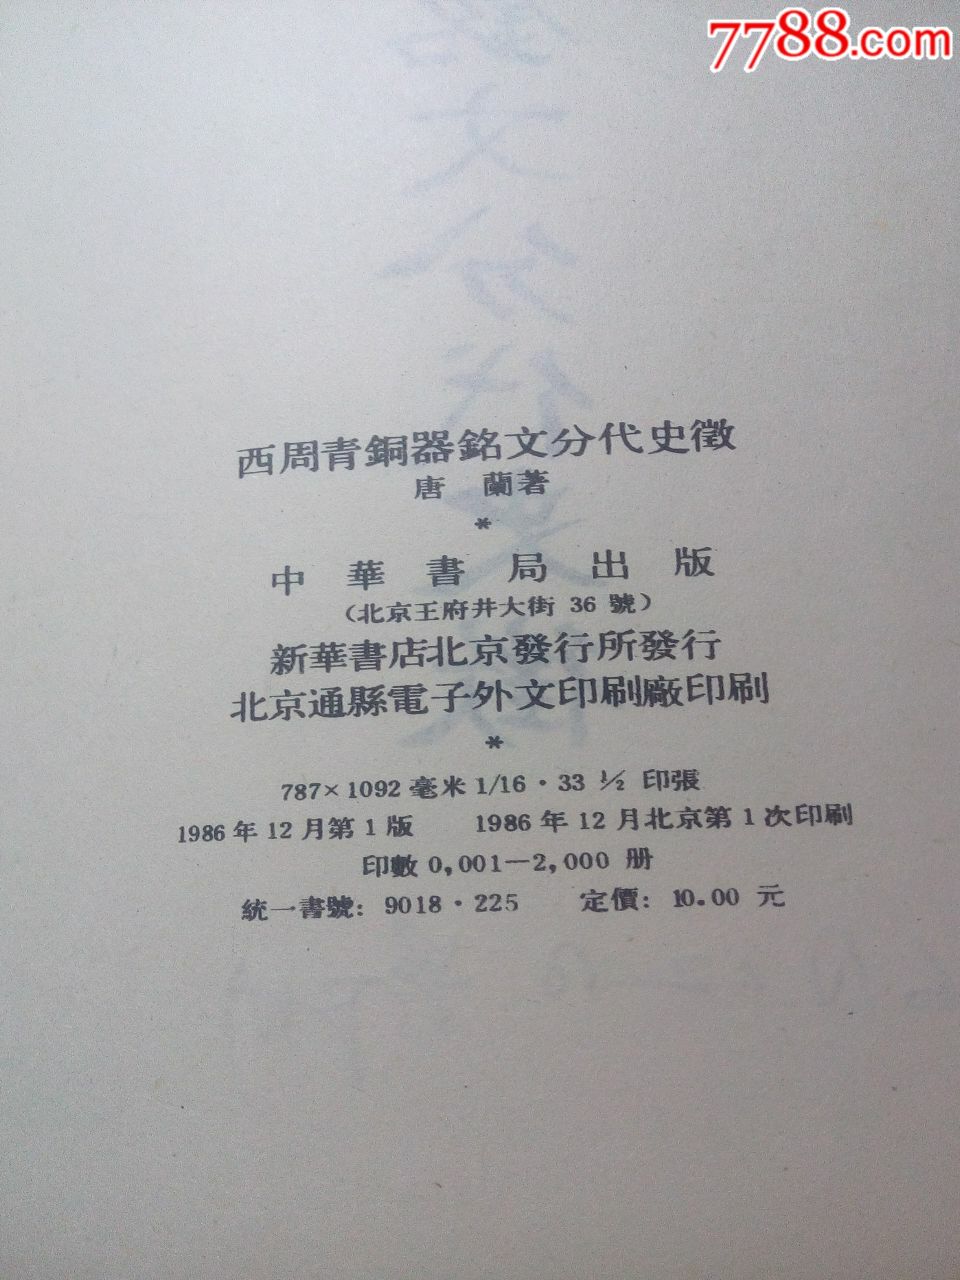 7788.com
西周青銅器銘文分代史徵
唐 蘭著
*
中華書局出版
（北京王府井大街 36 號）
新華書店北京發行所發行
北京通縣電子外文印刷廠印刷
*
787×1092 毫米 1/16·33 1/2 印張
1986 年 12 月第 1 版 1986 年 12 月北京第 1 次印刷
印數 0,001—2,000 册
統一書號：9018·225 定價：10.00 元